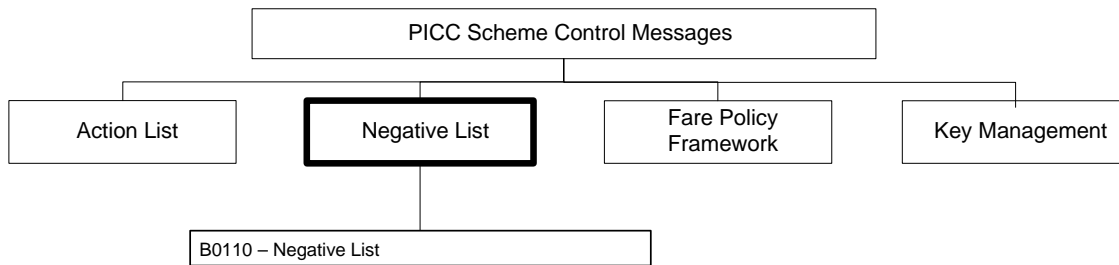 PICC Scheme Control Messages
Action List
Negative List
Fare Policy
Framework
Key Management
B0110 – Negative List